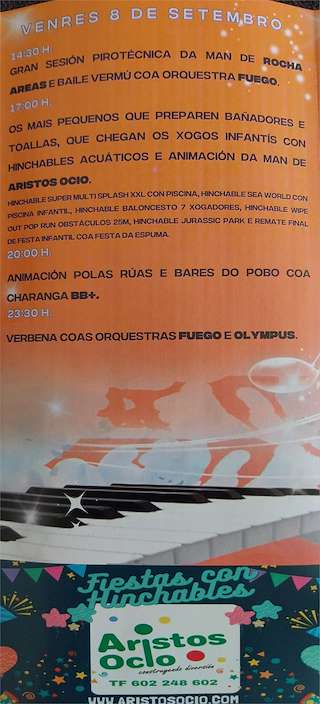 VENRES 8 DE SETEMBRO
14:30 H.
GRAN SESIÓN PIROTÉCNICA DA MAN DE ROCHA
AREAS E BAILE VERMÚ COA ORQUESTRA FUEGO.
17:00 H.
OS MAIS PEQUENOS QUE PREPAREN BAÑADORES E
TOALLAS, QUE CHEGAN OS XOGOS INFANTÍS CON
HINCHABLES ACUÁTICOS E ANIMACIÓN DA MAN DE
ARISTOS OCIO.
HINCHABLE SUPER MULTI SPLASH XXL CON PISCINA, HINCHABLE SEA WORLD CON
PISCINA INFANTIL, HINCHABLE BALONCESTO 7 XOGADORES, HINCHABLE WIPE
OUT POP RUN OBSTÁCULOS 25M, HINCHABLE JURASSIC PARK E REMATE FINAL
DE FESTA INFANTIL COA FESTA DA ESPUMA.
20:00 H.
ANIMACIÓN POLAS RÚAS E BARES DO POBO COA
CHARANGA BB+.
23:30 H.
VERBENA COAS ORQUESTRAS FUEGO E OLYMPUS.
Fiestas con
Hinchables
Aristos
Ocio
construyendo diversión
TF 602 248 602
WWW.ARISTOSOCIO.COM